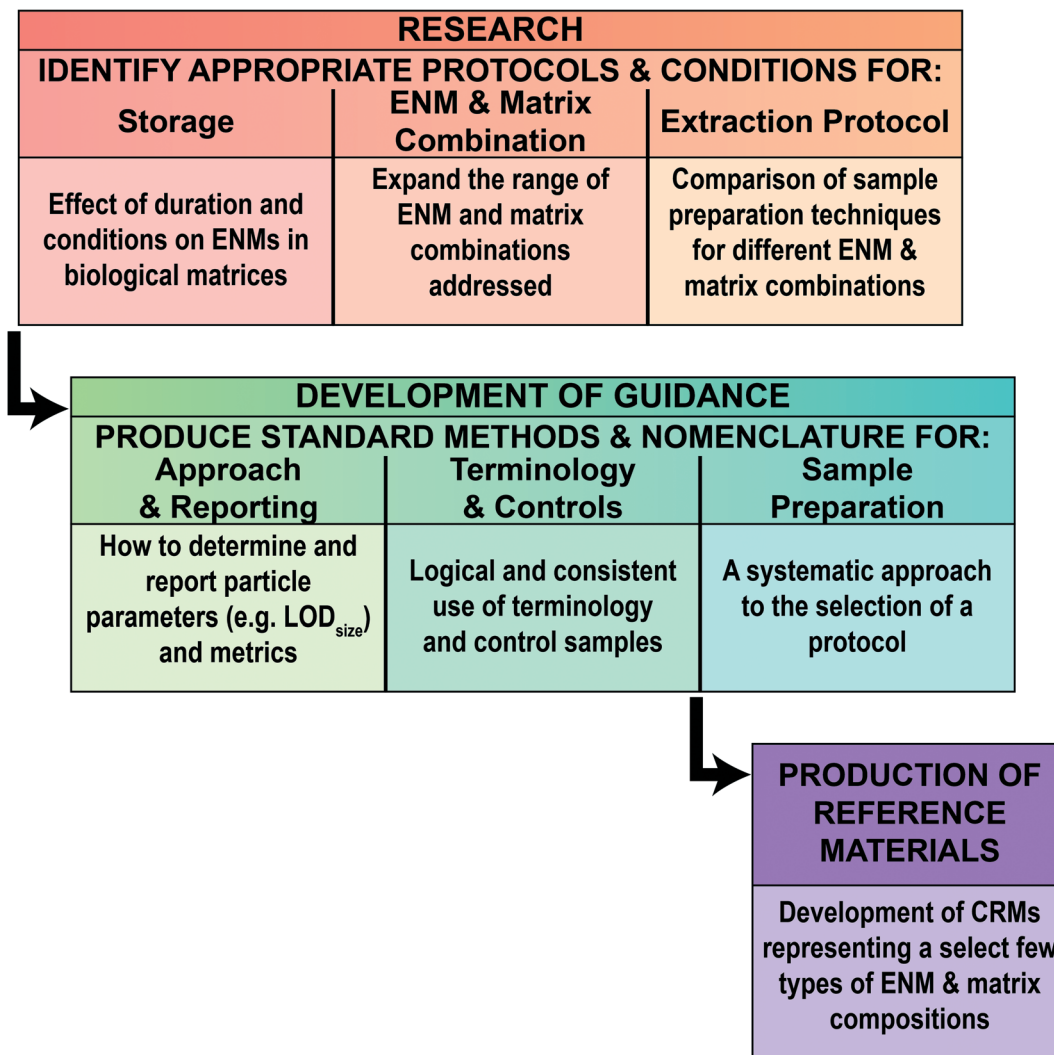 RESEARCH
IDENTIFY APPROPRIATE PROTOCOLS & CONDITIONS FOR:
Storage
ENM & Matrix
Combination
Extraction Protocol
Effect of duration and
conditions on ENMs in
biological matrices
Expand the range of
ENM and matrix
combinations
addressed
Comparison of sample
preparation techniques
for different ENM &
matrix combinations
DEVELOPMENT OF GUIDANCE
PRODUCE STANDARD METHODS & NOMENCLATURE FOR:
Approach
& Reporting
Terminology
& Controls
Sample
Preparation
How to determine and
report particle
parameters (e.g. LODsize)
and metrics
Logical and consistent
use of terminology
and control samples
A systematic approach
to the selection of a
protocol
PRODUCTION OF
REFERENCE
MATERIALS
Development of CRMs
representing a select few
types of ENM & matrix
compositions